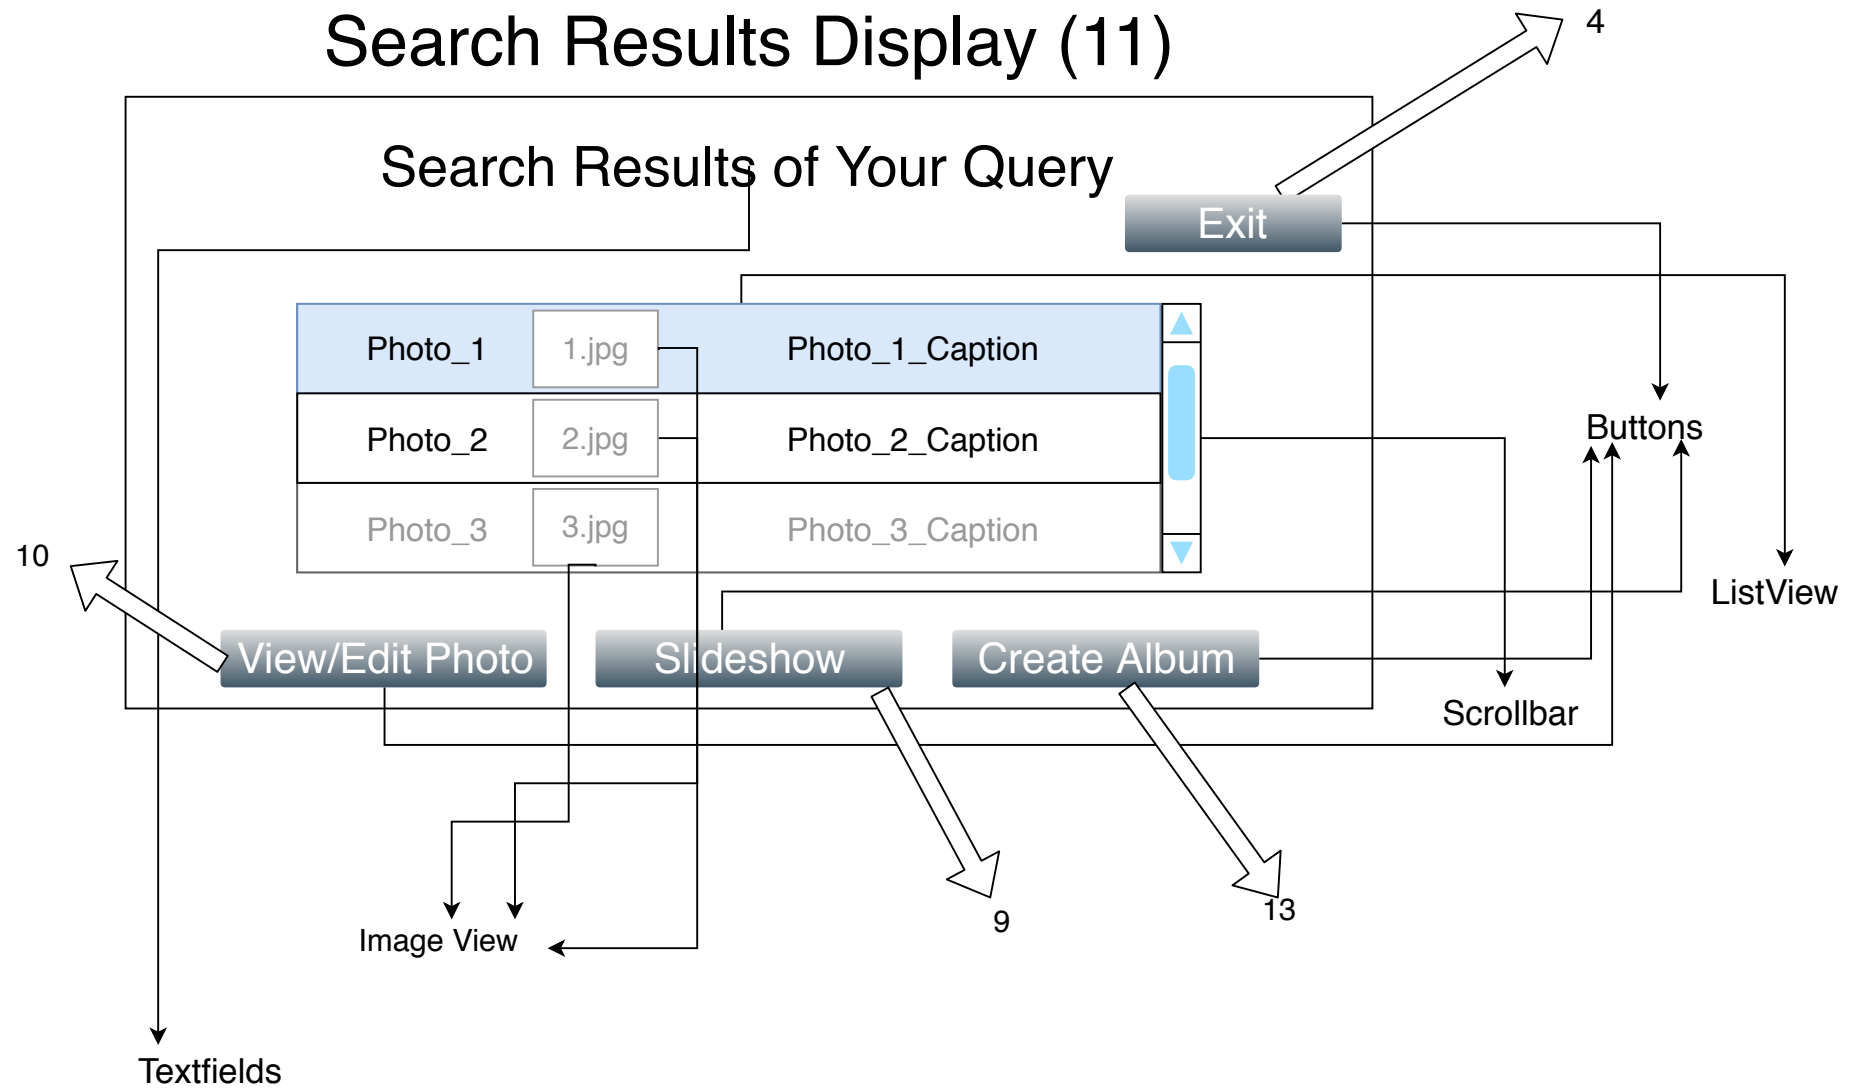 Search Results Display (11)
4
Search Results of Your Query
Exit
Photo_1 1.jpg Photo_1_Caption
Photo_2 2.jpg Photo_2_Caption
Buttons
Photo_3 3.jpg Photo_3_Caption
10
ListView
View/Edit Photo Slideshow Create Album
Scrollbar
9
13
Image View
Textfields